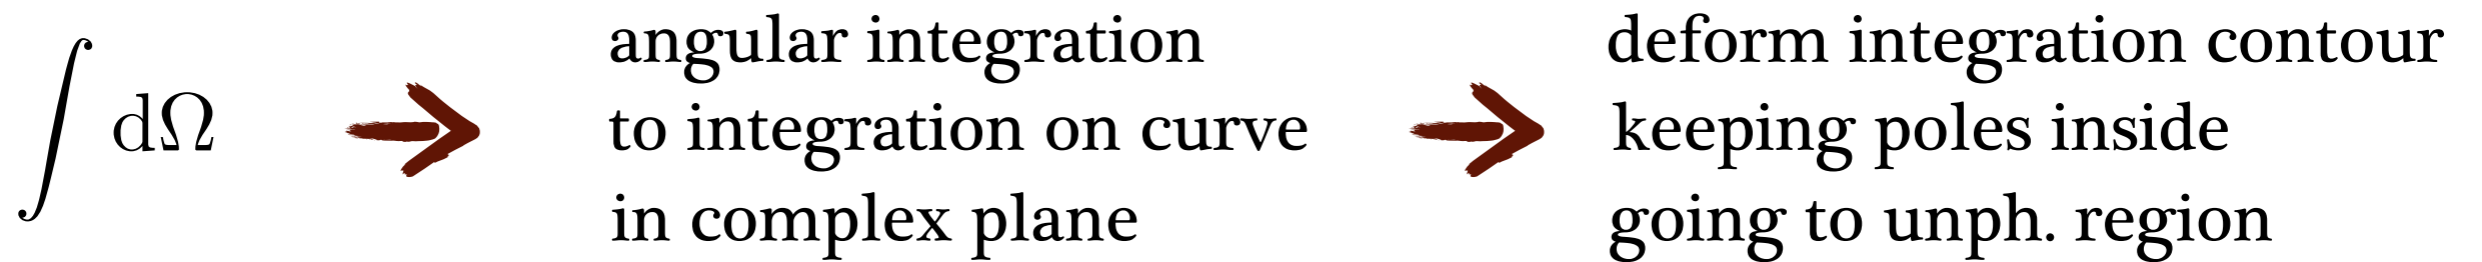 ∫ dΩ
angular integration
to integration on curve
in complex plane
deform integration contour
keeping poles inside
going to unph. region